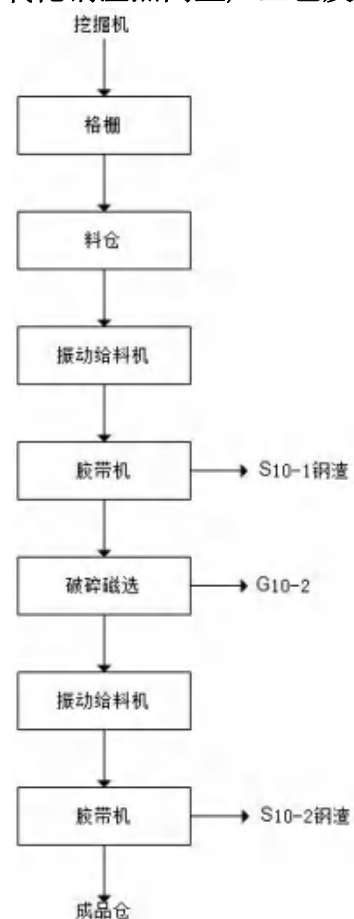 挖掘机
格栅
料仓
振动给料机
胶带机
S10-1钢渣
破碎磁选
G10-2
振动给料机
胶带机
S10-2钢渣
成品仓